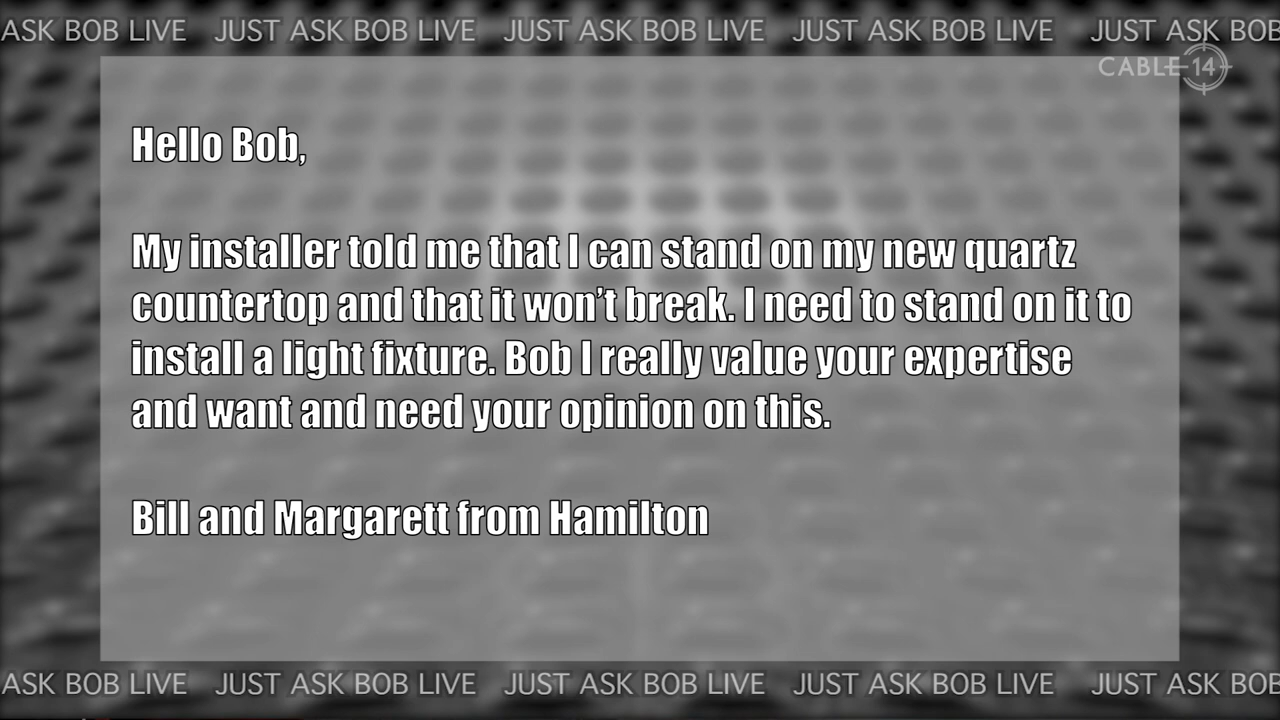 ASK BOB LIVE JUST ASK BOB LIVE JUST ASK BOB LIVE JUST ASK BOB LIVE JUST ASK BOB
CABLE 14
Hello Bob,
My installer told me that I can stand on my new quartz
countertop and that it won't break. I need to stand on it to
install a light fixture. Bob I really value your expertise
and want and need your opinion on this.
Bill and Margarett from Hamilton
ASK BOB LIVE JUST ASK BOB LIVE JUST ASK BOB LIVE JUST ASK BOB LIVE JUST ASK BOB